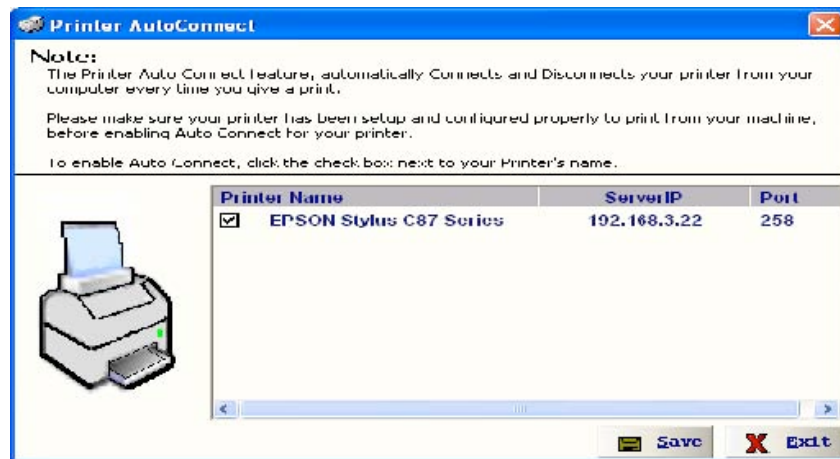 Printer AutoConnect
Note:
The Printer Auto Connect feature, automatically Connects and Disconnects your printer from your
computer every time you give a print.
Please make sure your printer has been setup and configured properly to print from your machine,
before enabling Auto Connect for your printer.
To enable Auto Connect, click the check box next to your Printer's name.
Printer Name ServerIP Port
EPSON Stylus C87 Series 192.168.3.22 258
Save Exit